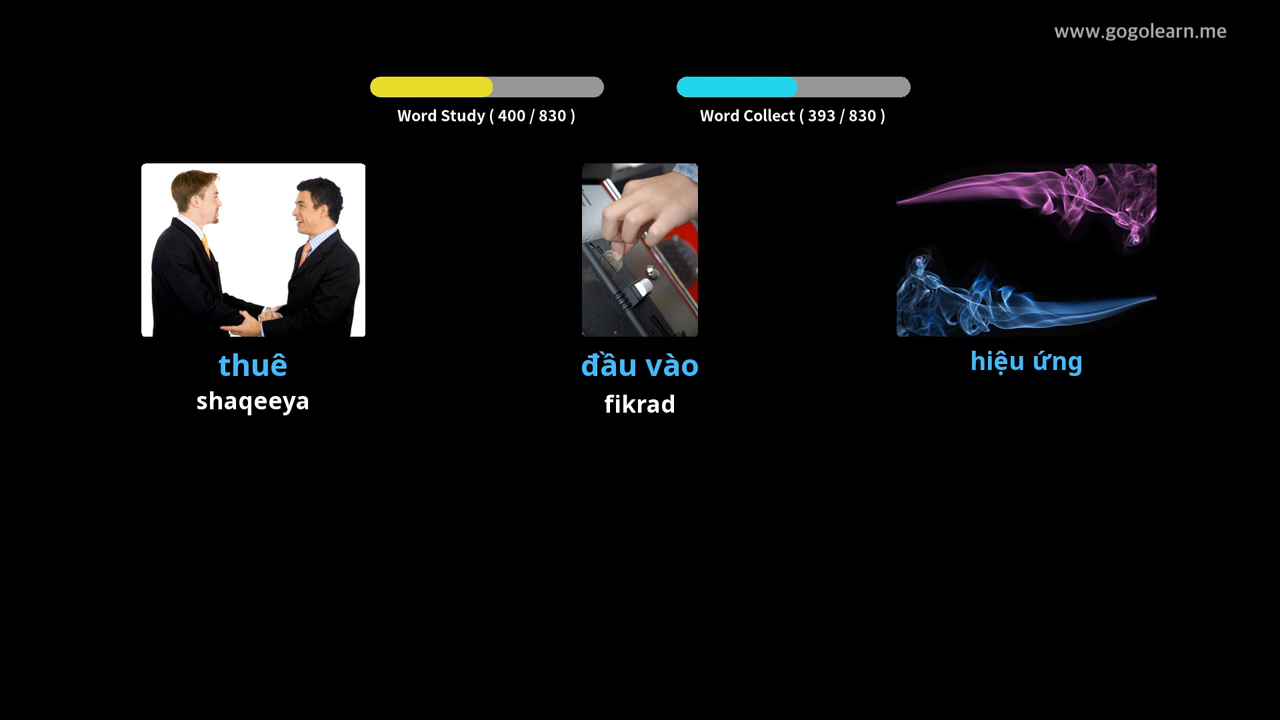 www.gogolearn.me
Word Study ( 400 / 830 )
Word Collect ( 393 / 830 )
thuê
shaqeeya
đầu vào
fikrad
hiệu ứng